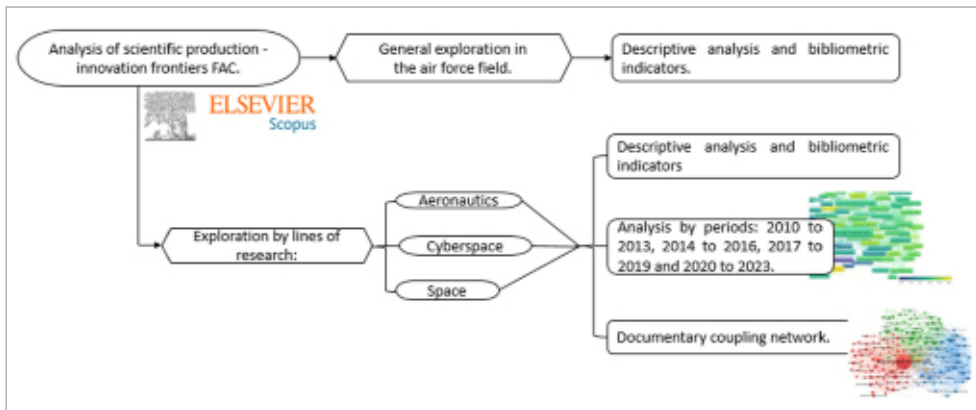 Analysis of scientific production -
innovation frontiers FAC.
General exploration in
the air force field.
Descriptive analysis and bibliometric
indicators.
ELSEVIER
Scopus
Exploration by lines of
research:
Aeronautics
Cyberspace
Space
Descriptive analysis and bibliometric
indicators
Analysis by periods: 2010 to
2013, 2014 to 2016, 2017 to
2019 and 2020 to 2023.
Documentary coupling network.